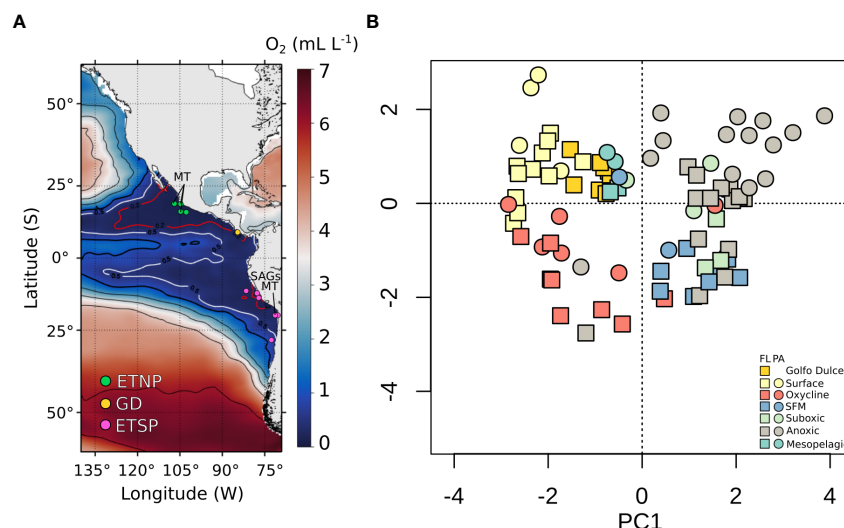 A
B
O₂ (mL L⁻¹)
7
6
5
4
3
2
1
0
50°
25°
0°
25°
50°
Latitude (S)
MT
SAGs
MT
ETNP
GD
ETSP
135° 120° 105° 90° 75°
Longitude (W)
2
0
-2
-4
-4 -2 0 2 4
PC1
FL PA
Golfo Dulce
Surface
Oxycline
SFM
Suboxic
Anoxic
Mesopelagic